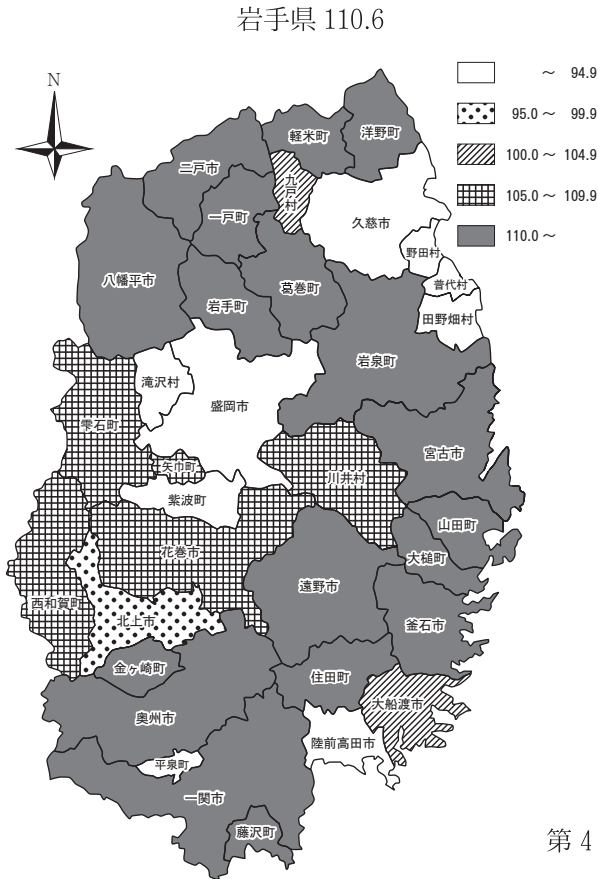 岩手県 110.6
N
～ 94.9
95.0 ～ 99.9
100.0 ～ 104.9
105.0 ～ 109.9
110.0 ～
軽米町
洋野町
二戸市
九戸村
一戸町
久慈市
野田村
普代村
八幡平市
葛巻町
岩手町
田野畑村
岩泉町
滝沢村
盛岡市
雫石町
宮古市
矢巾町
川井村
紫波町
山田町
花巻市
大槌町
遠野市
西和賀町
北上市
釜石市
金ヶ崎町
住田町
大船渡市
奥州市
陸前高田市
平泉町
一関市
藤沢町
第 4